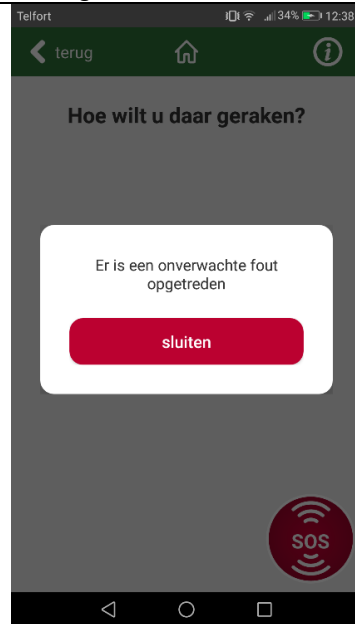 Telfort 34% 12:38
terug
Hoe wilt u daar geraken?
Er is een onverwachte fout
opgetreden
sluiten
SOS